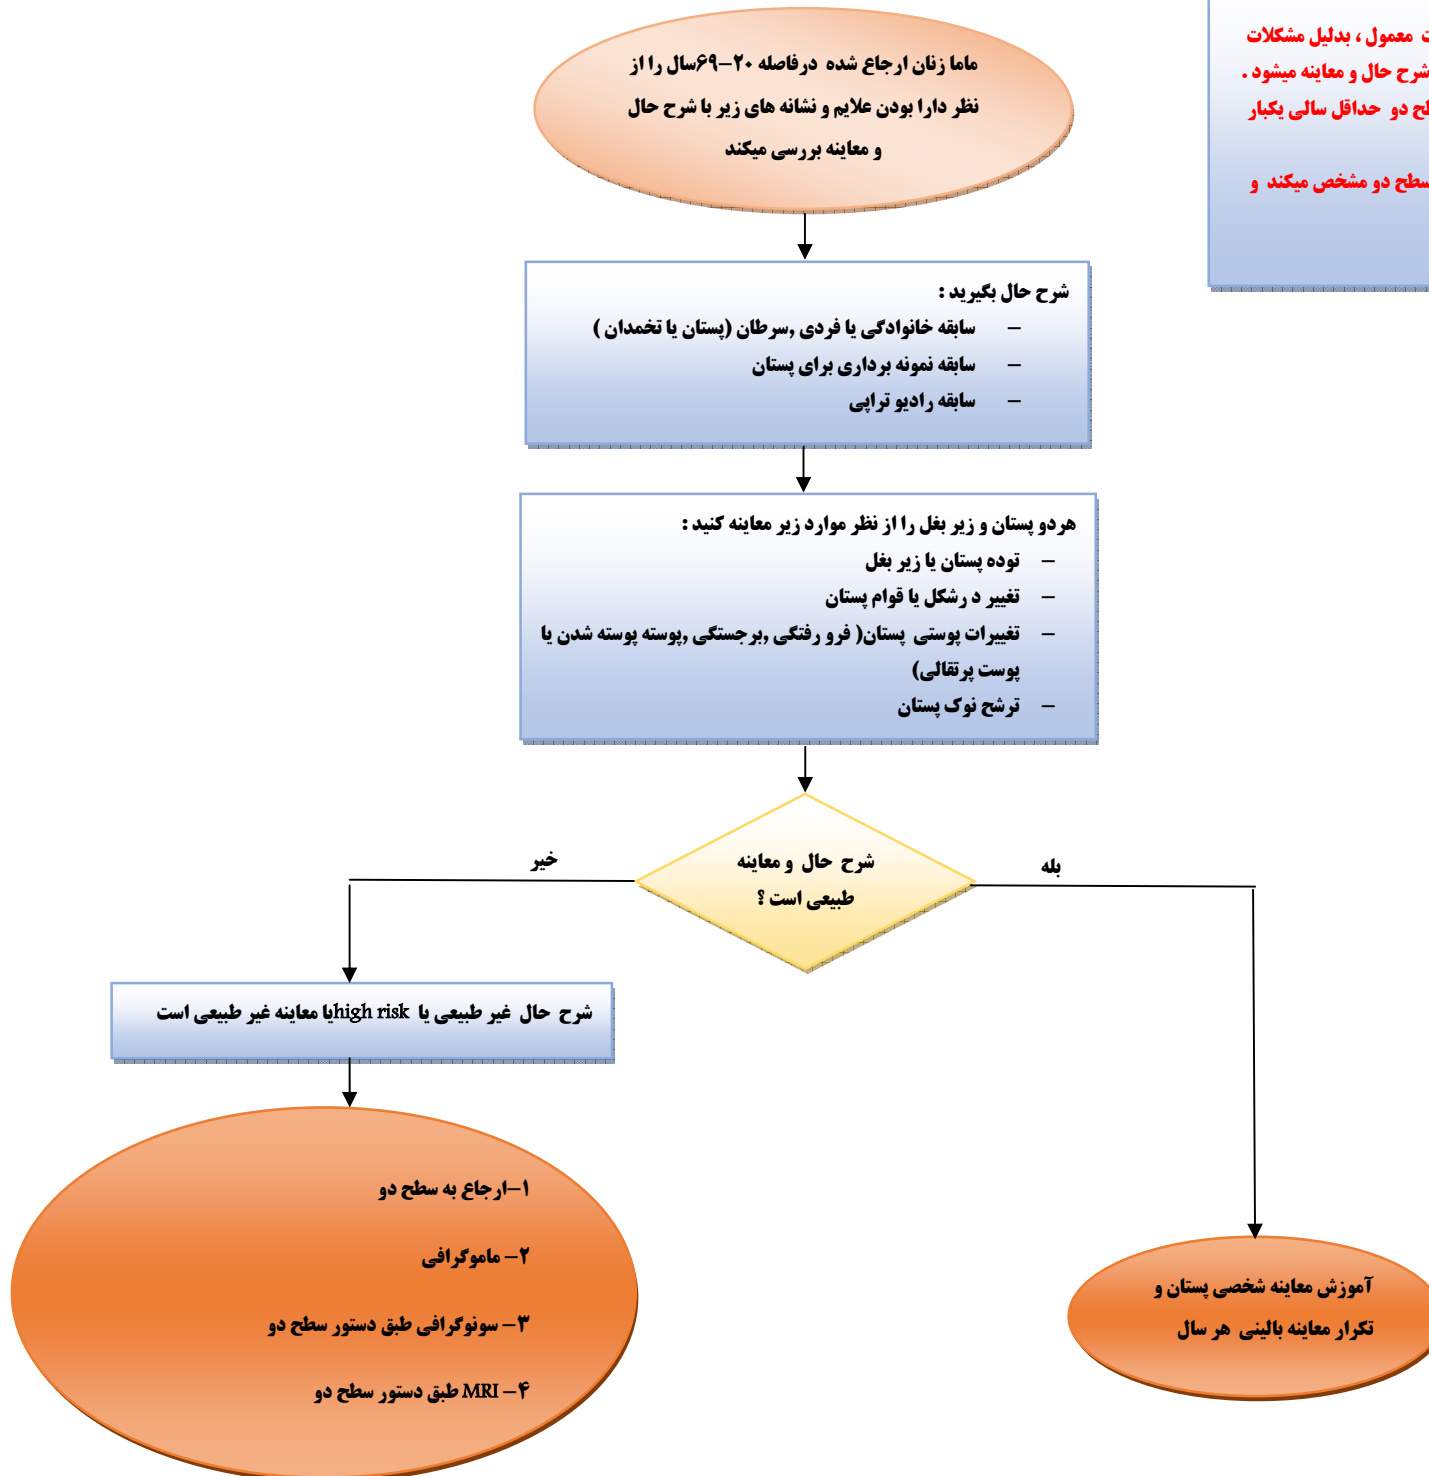 ماما زنان ارجاع شده درفاصله ۲۰-۶۹سال را از
نظر دارا بودن علایم و نشانه های زیر با شرح حال
و معاینه بررسی میکند
معمول ، بدلیل مشکلات
شرح حال و معاینه میشود .
دو حداقل سالی یکبار
سطح دو مشخص میکند و
شرح حال بگیرید :
– سابقه خانوادگی یا فردی ,سرطان (پستان یا تخمدان )
– سابقه نمونه برداری برای پستان
– سابقه رادیو تراپی
هردو پستان و زیر بغل را از نظر موارد زیر معاینه کنید :
– توده پستان یا زیر بغل
– تغییر د رشکل یا قوام پستان
– تغییرات پوستی پستان( فرو رفتگی ,برجستگی ,پوسته پوسته شدن یا
پوست پرتقالی)
– ترشح نوک پستان
شرح حال و معاینه
طبیعی است ؟
بله
خیر
شرح حال غیر طبیعی یا high riskیا معاینه غیر طبیعی است
۱–ارجاع به سطح دو
۲– ماموگرافی
۳– سونوگرافی طبق دستور سطح دو
۴– MRI طبق دستور سطح دو
آموزش معاینه شخصی پستان و
تکرار معاینه بالینی هر سال